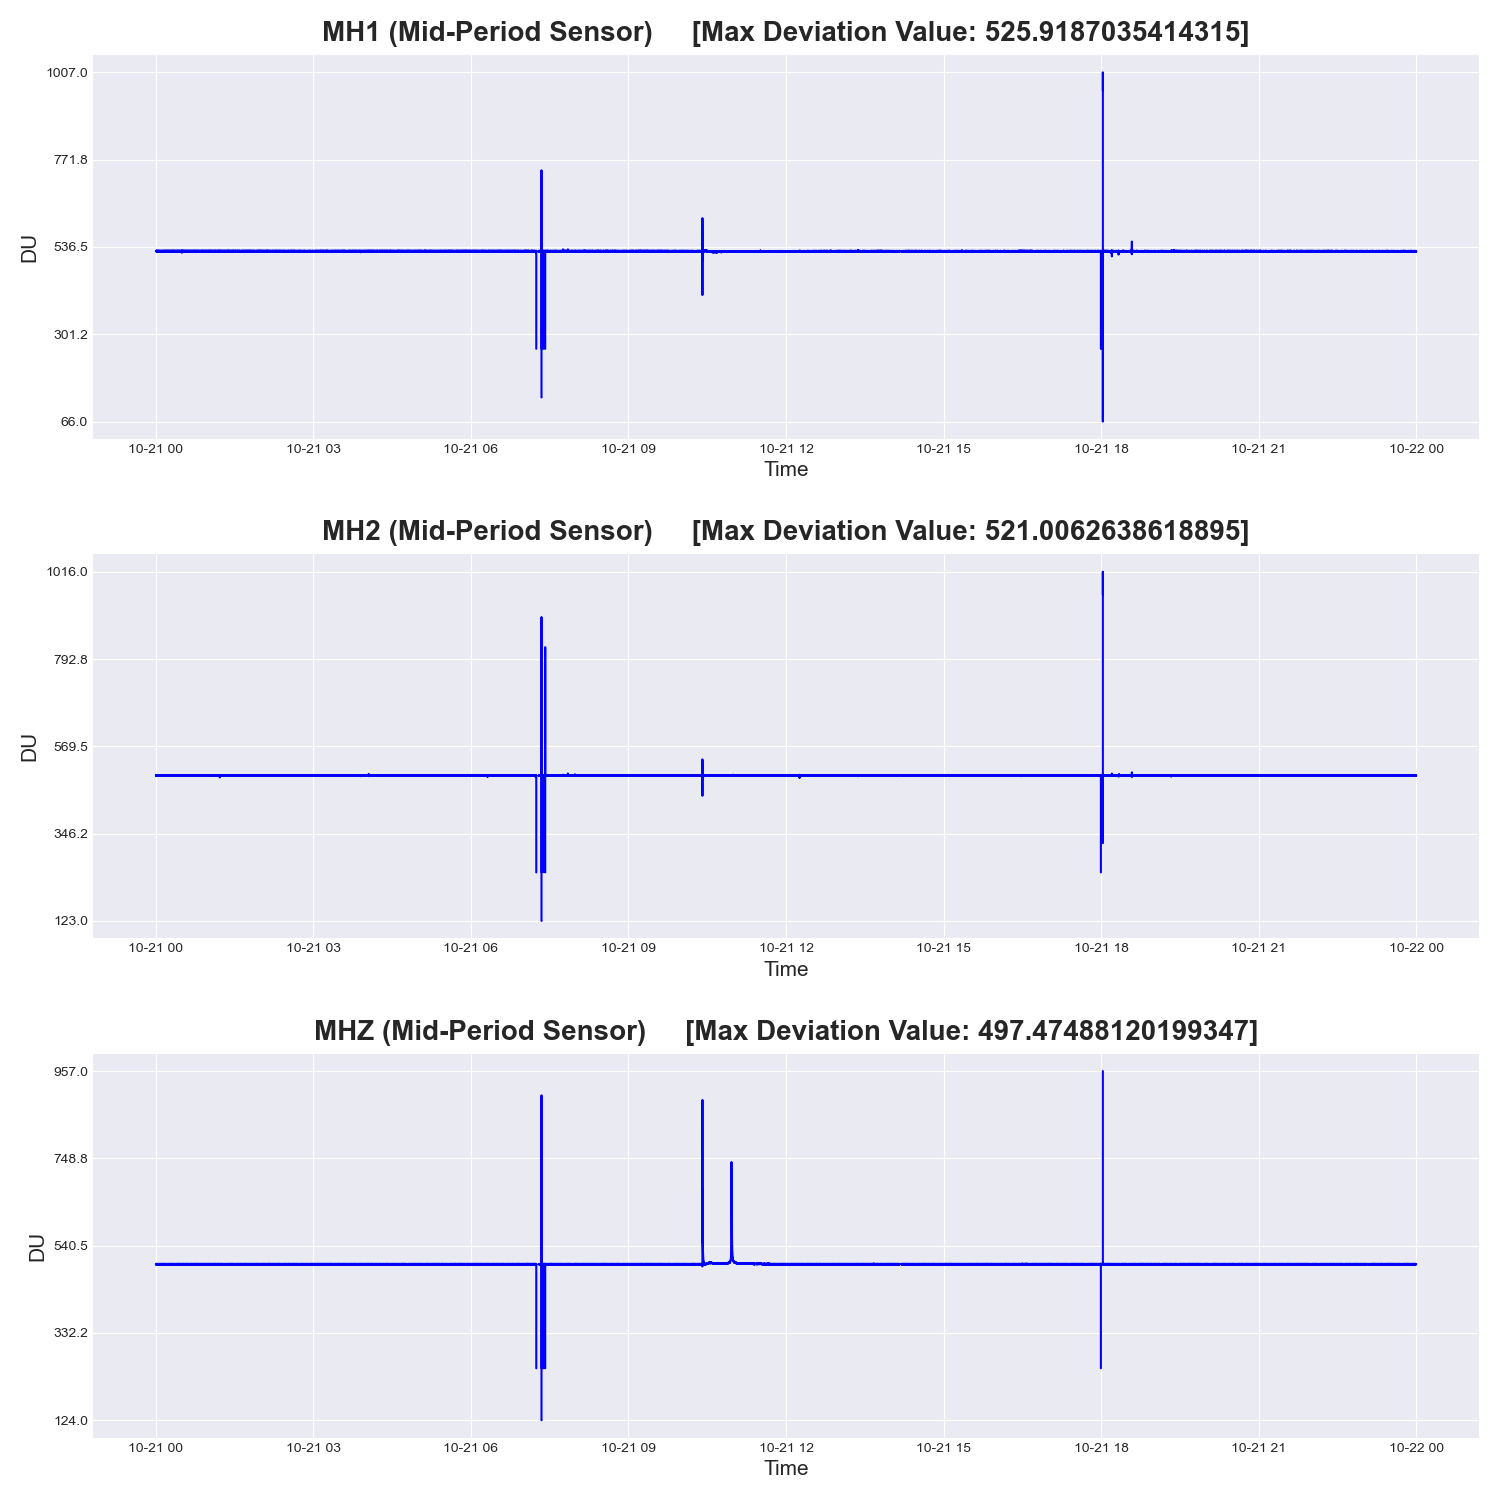 MH1 (Mid-Period Sensor) [Max Deviation Value: 525.9187035414315]
1007.0
771.8
536.5
301.2
66.0
DU
10-21 00 10-21 03 10-21 06 10-21 09 10-21 12 10-21 15 10-21 18 10-21 21 10-22 00
Time
MH2 (Mid-Period Sensor) [Max Deviation Value: 521.0062638618895]
1016.0
792.8
569.5
346.2
123.0
DU
10-21 00 10-21 03 10-21 06 10-21 09 10-21 12 10-21 15 10-21 18 10-21 21 10-22 00
Time
MHZ (Mid-Period Sensor) [Max Deviation Value: 497.47488120199347]
957.0
748.8
540.5
332.2
124.0
DU
10-21 00 10-21 03 10-21 06 10-21 09 10-21 12 10-21 15 10-21 18 10-21 21 10-22 00
Time